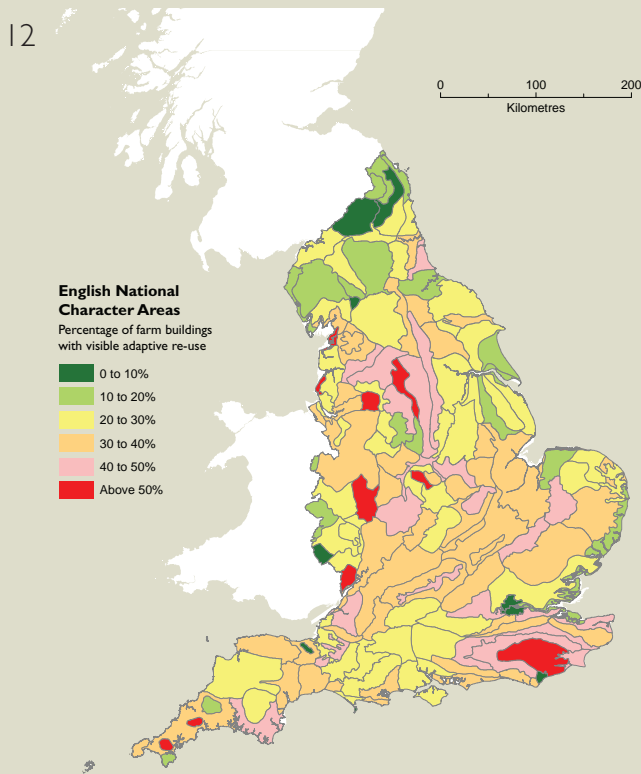 12
0 100 200
Kilometres
English National
Character Areas
Percentage of farm buildings
with visible adaptive re-use
0 to 10%
10 to 20%
20 to 30%
30 to 40%
40 to 50%
Above 50%